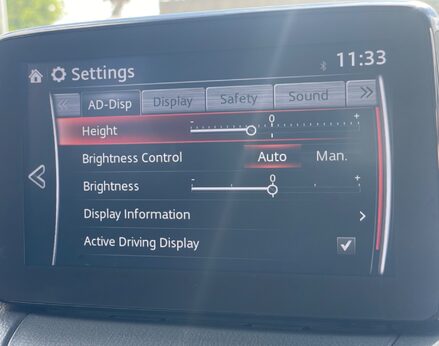 Settings 11:33
AD-Disp Display Safety Sound
Height - 0 +
Brightness Control Auto Man.
Brightness - 0 +
Display Information
Active Driving Display